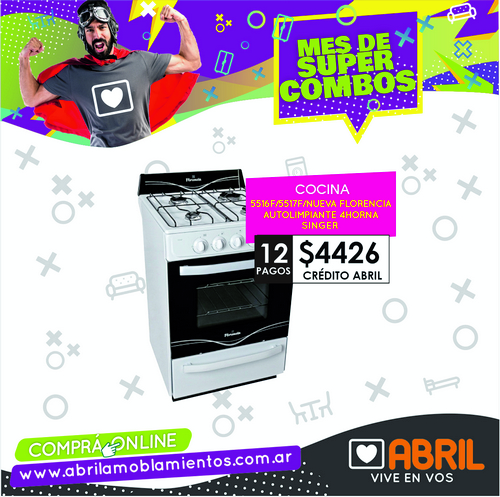 MES DE
SUPER
COMBOS
COCINA
5516F/5517F/NUEVA FLORENCIA
AUTOLIMPIANTE 4HORNA
SINGER
12
PAGOS
$4426
CRÉDITO ABRIL
COMPRÁ ONLINE
www.abrilamoblamientos.com.ar
ABRIL
VIVE EN VOS